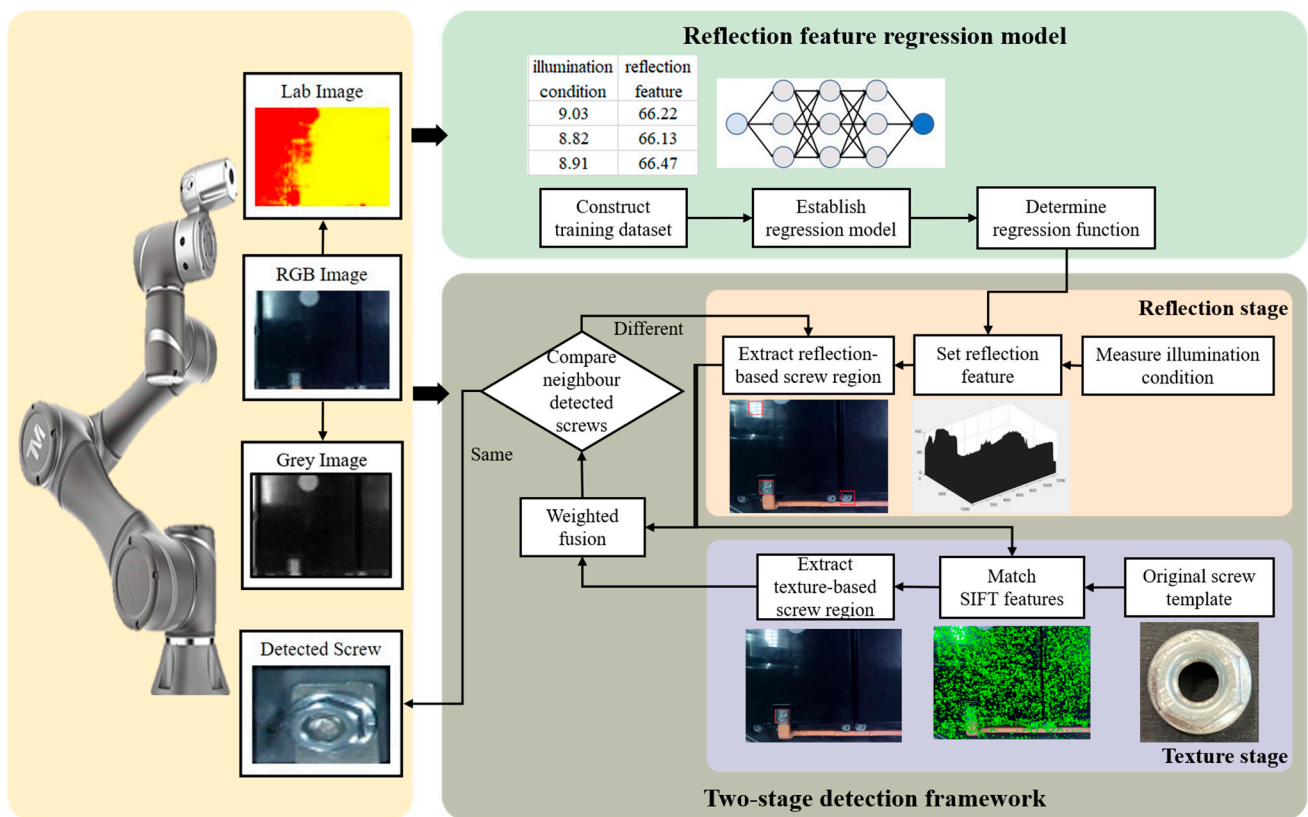 Lab Image
RGB Image
Grey Image
Detected Screw
TM
Reflection feature regression model
illumination condition
reflection feature
9.03 66.22
8.82 66.13
8.91 66.47
Construct
training dataset
Establish
regression model
Determine
regression function
Reflection stage
Different
Compare
neighbour
detected
screws
Same
Extract reflection-
based screw region
Set reflection
feature
Measure illumination
condition
Weighted
fusion
Extract
texture-based
screw region
Match
SIFT features
Original screw
template
Texture stage
Two-stage detection framework